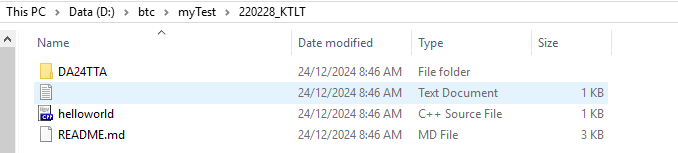 This PC > Data (D:) > btc > myTest > 220228_KTLT
Name Date modified Type Size
DA24TTA 24/12/2024 8:46 AM File folder
24/12/2024 8:46 AM Text Document 1 KB
helloworld 24/12/2024 8:46 AM C++ Source File 1 KB
README.md 24/12/2024 8:46 AM MD File 3 KB